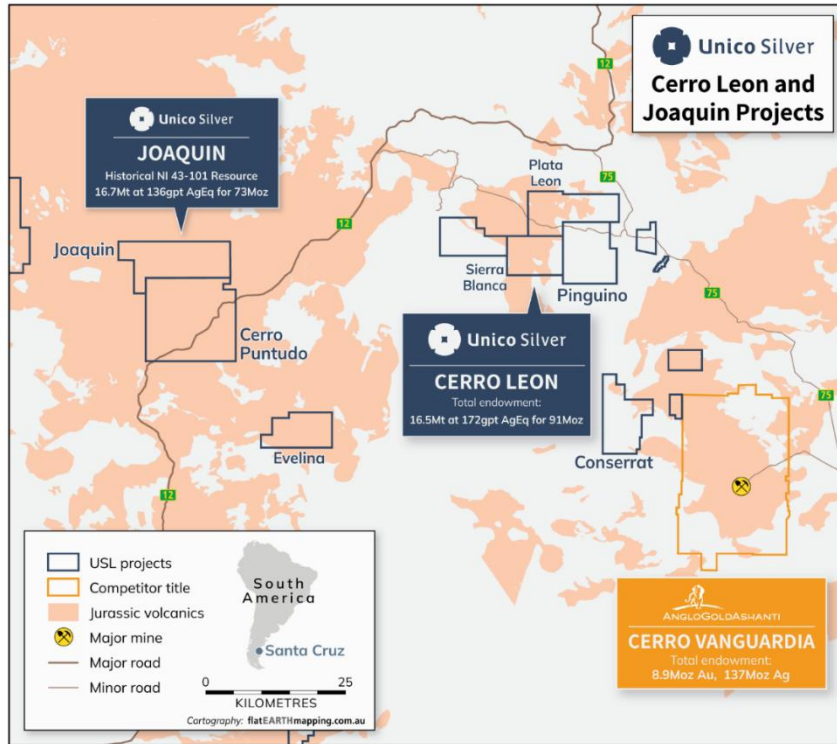 Unico Silver
Cerro Leon and
Joaquin Projects
12
Unico Silver
JOAQUIN
Historical NI 43-101 Resource
16.7Mt at 136gpt AgEq for 73Moz
Plata
Leon
75
12
Joaquin
Sierra
Blanca
Pinguino
75
Cerro
Puntudo
Unico Silver
CERRO LEON
Total endowment:
16.5Mt at 172gpt AgEq for 91Moz
75
Evelina
Conserrat
12
USL projects
Competitor title
Jurassic volcanics
Major mine
Major road
Minor road
South
America
Santa Cruz
0 25
KILOMETRES
Cartography: flatEARTHmapping.com.au
ANGLOGOLDASHANTI
CERRO VANGUARDIA
Total endowment:
8.9Moz Au, 137Moz Ag